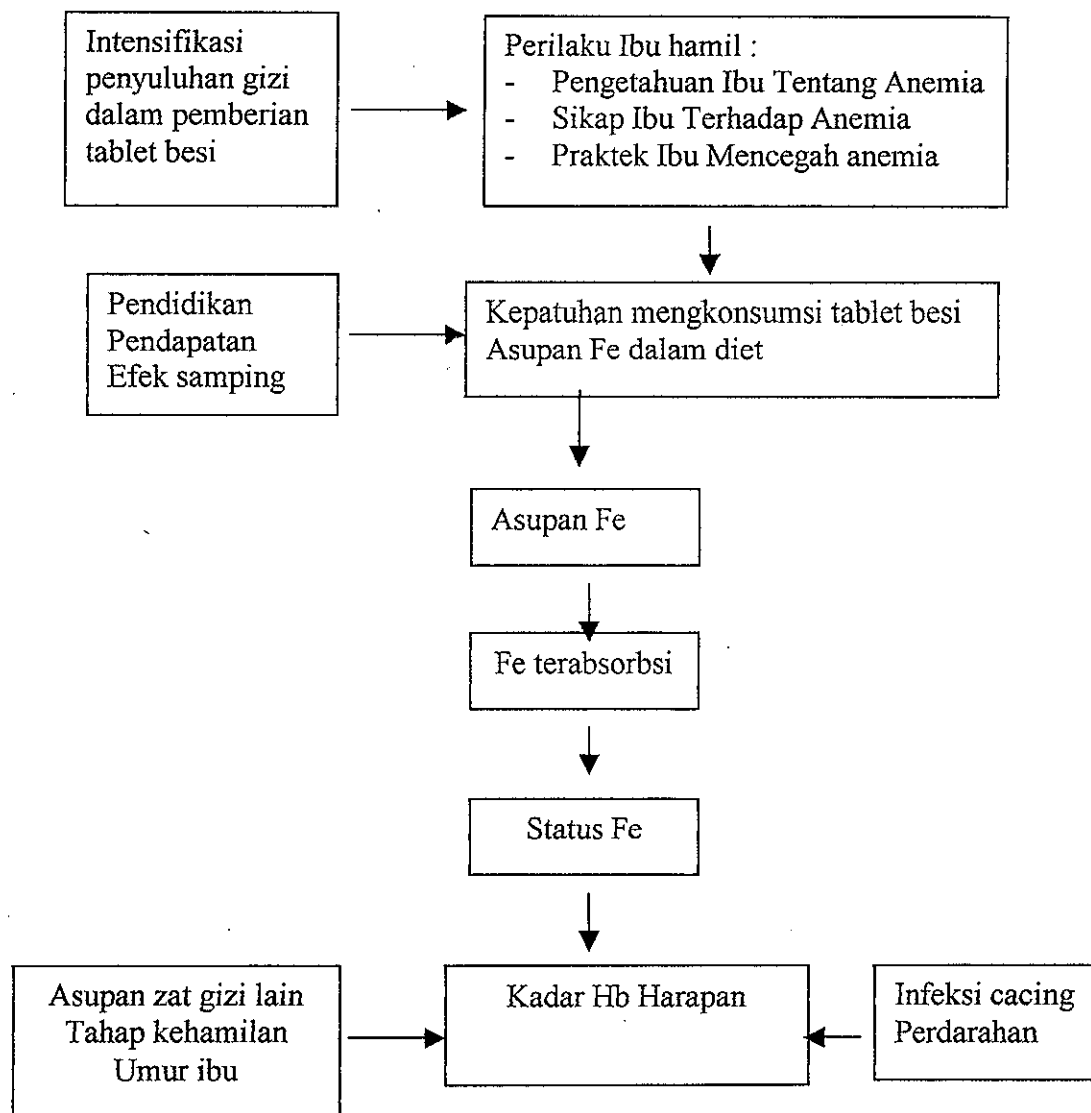 Intensifikasi
penyuluhan gizi
dalam pemberian
tablet besi
Perilaku Ibu hamil :
- Pengetahuan Ibu Tentang Anemia
- Sikap Ibu Terhadap Anemia
- Praktek Ibu Mencegah anemia
Pendidikan
Pendapatan
Efek samping
Kepatuhan mengkonsumsi tablet besi
Asupan Fe dalam diet
Asupan Fe
Fe terabsorbsi
Status Fe
Asupan zat gizi lain
Tahap kehamilan
Umur ibu
Kadar Hb Harapan
Infeksi cacing
Perdarahan